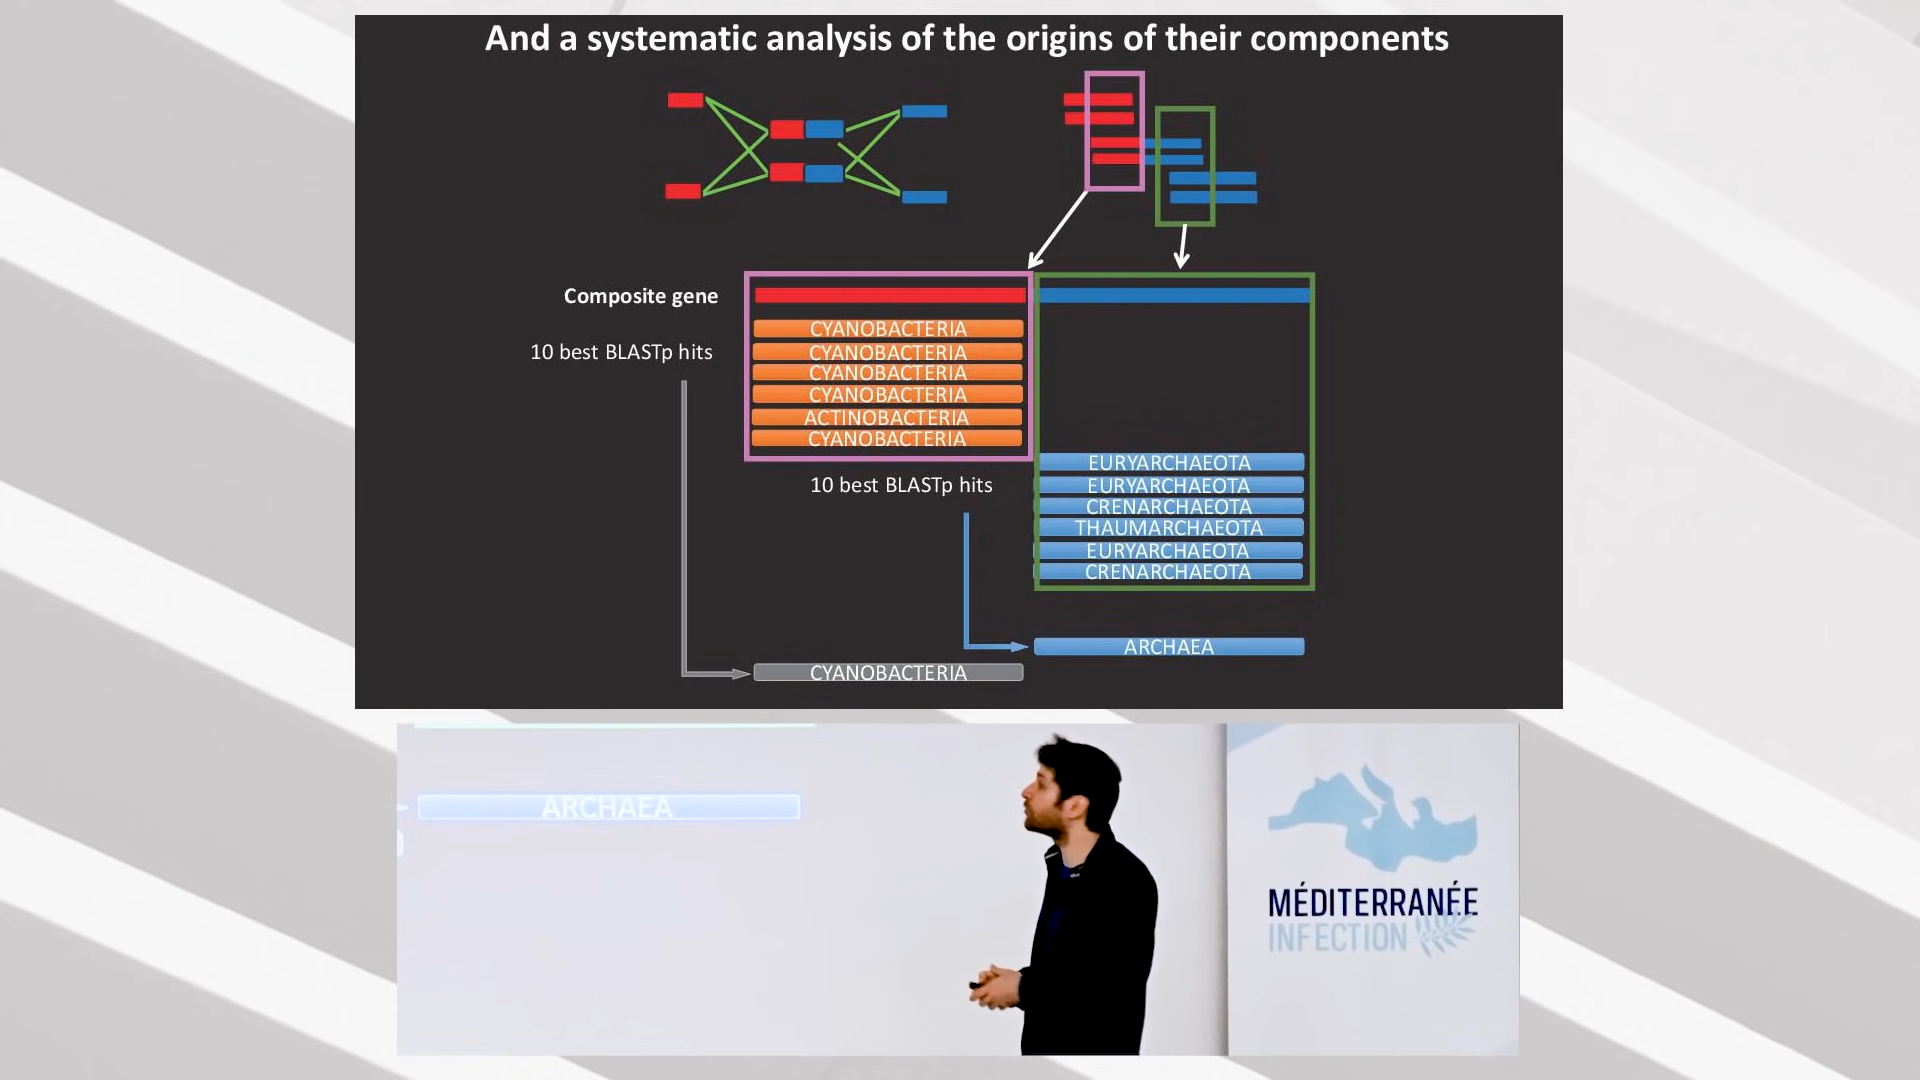 And a systematic analysis of the origins of their components
Composite gene
10 best BLASTp hits
CYANOBACTERIA
CYANOBACTERIA
CYANOBACTERIA
CYANOBACTERIA
ACTINOBACTERIA
CYANOBACTERIA
10 best BLASTp hits
EURYARCHAEOTA
EURYARCHAEOTA
CRENARCHAEOTA
THAUMARCHAEOTA
EURYARCHAEOTA
CRENARCHAEOTA
ARCHAEA
CYANOBACTERIA
ARCHAEA
MÉDITERRANÉE
INFECTION